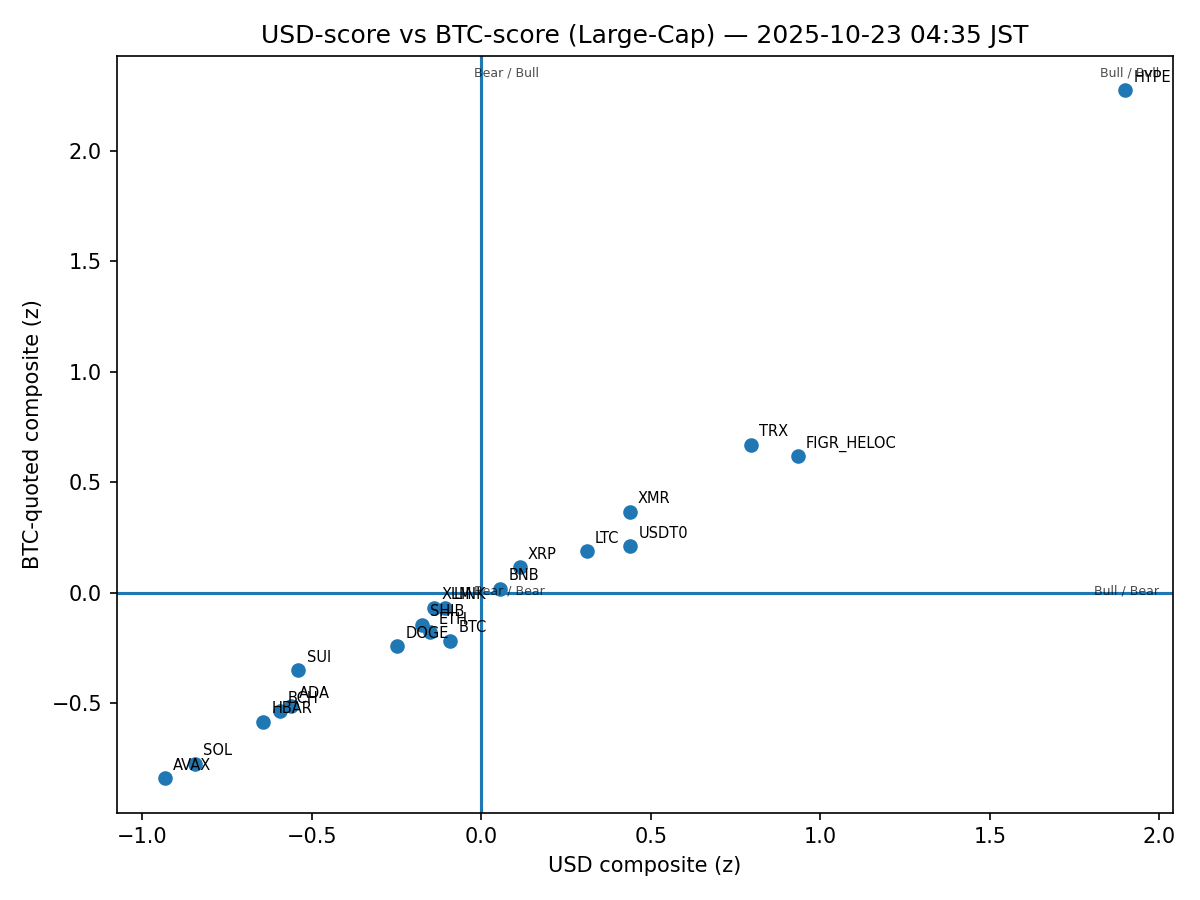 USD-score vs BTC-score (Large-Cap) — 2025-10-23 04:35 JST
Bear / Bull
Bull / Bull
HYPE
2.0
1.5
1.0
0.5
0.0
−0.5
BTC-quoted composite (z)
TRX
FIGR_HELOC
XMR
USDT0
LTC
XRP
BNB
XLM
LINK
Bear / Bear
Bull / Bear
SHIB
ETH
BTC
DOGE
SUI
ADA
BCH
HBAR
SOL
AVAX
−1.0
−0.5
0.0
0.5
1.0
1.5
2.0
USD composite (z)